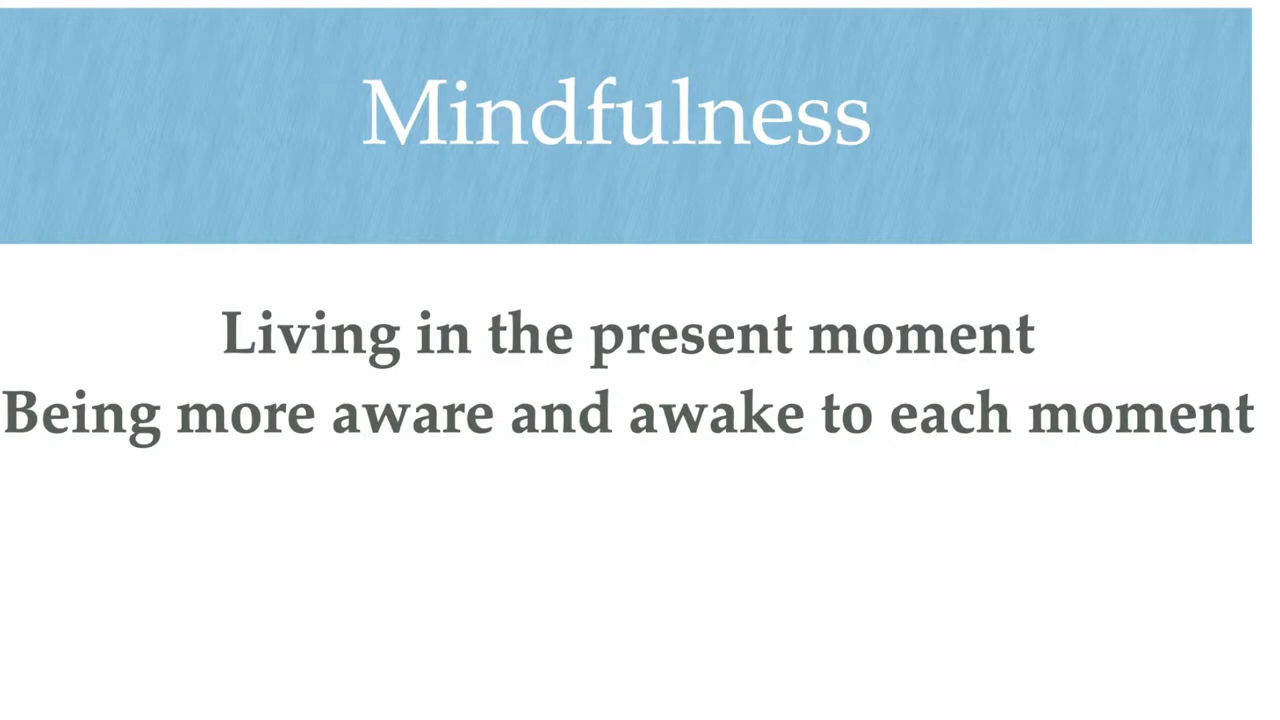 Mindfulness
Living in the present moment
Being more aware and awake to each moment